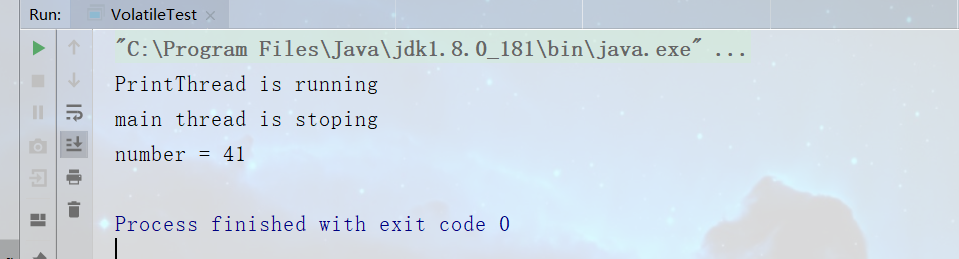 Run: VolatileTest ×
"C:\Program Files\Java\jdk1.8.0_181\bin\java.exe" ...
PrintThread is running
main thread is stoping
number = 41
Process finished with exit code 0